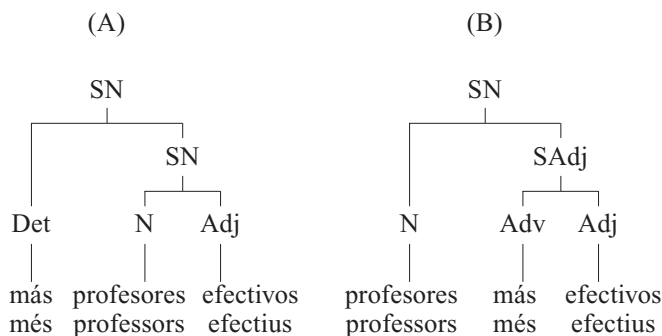 (A) (B)
SN SN
SN SAdj
Det N Adj N Adv Adj
más profesores efectivos profesores más efectivos
més professors efectius professors més efectius